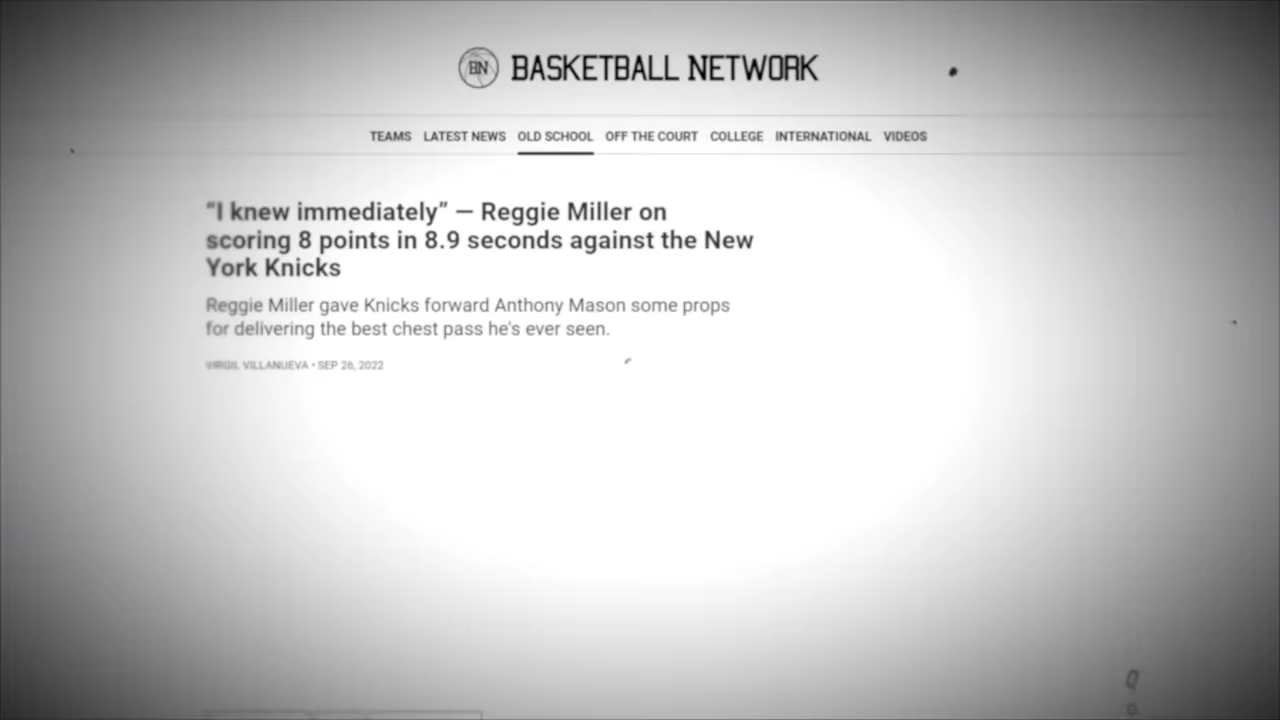 BN BASKETBALL NETWORK
TEAMS LATEST NEWS OLD SCHOOL OFF THE COURT COLLEGE INTERNATIONAL VIDEOS
“I knew immediately” — Reggie Miller on
scoring 8 points in 8.9 seconds against the New
York Knicks
Reggie Miller gave Knicks forward Anthony Mason some props
for delivering the best chest pass he's ever seen.
VIRGIL VILLANUEVA • SEP 26, 2022